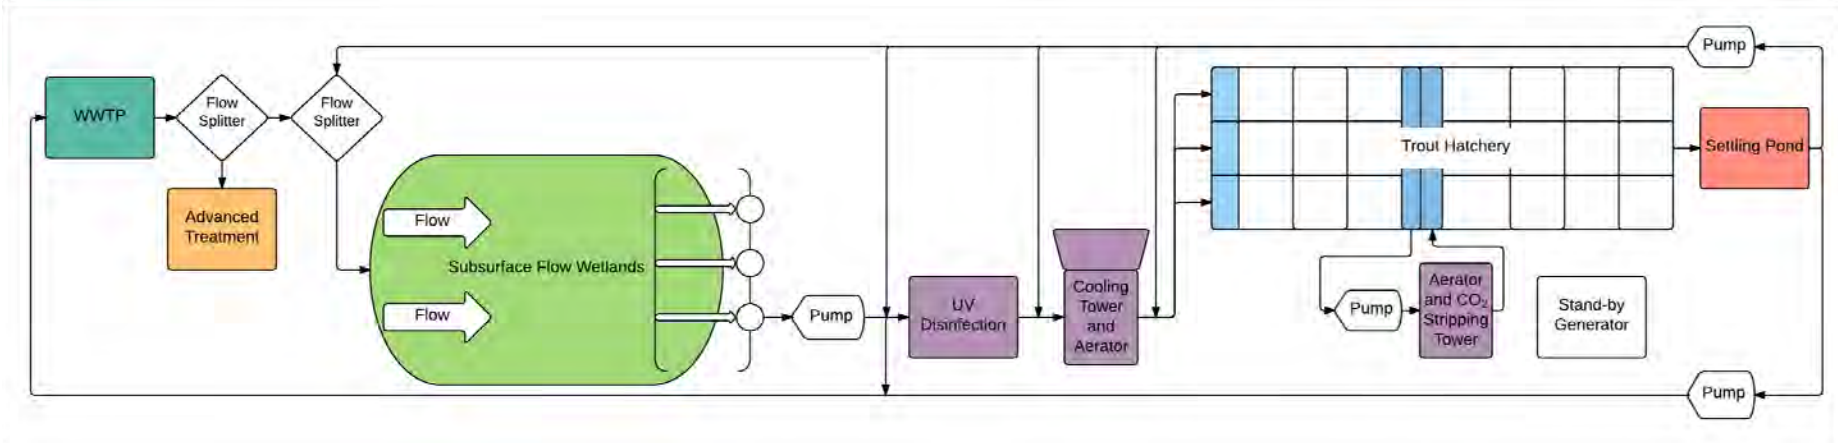 Pump
WWTP
Flow
Splitter
Flow
Splitter
Trout Hatchery
Settling Pond
Advanced
Treatment
Flow
Subsurface Flow Wetlands
Flow
Pump
UV
Disinfection
Cooling
Tower
and
Aerator
Pump
Aerator
and CO₂
Stripping
Tower
Stand-by
Generator
Pump